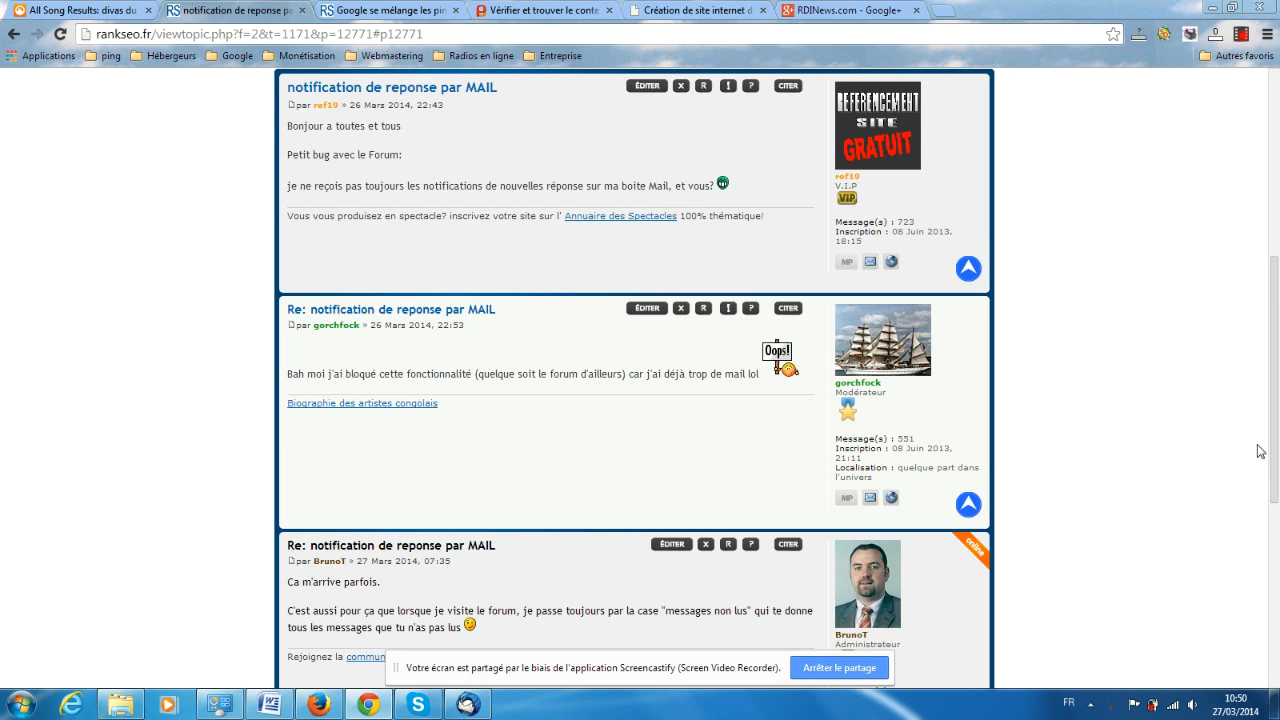 All Song Results: divas du
notification de reponse pa
Google se mélange les pin
Vérifier et trouver le conte
Création de site internet d
RDINews.com - Google+
rankseo.fr/viewtopic.php?f=2&t=1171&p=12771#p12771
Applications
ping
Hébergeurs
Google
Monétisation
Webmastering
Radios en ligne
Entreprise
Autres favoris
notification de reponse par MAIL
ÉDITER X R ! ? CITER
par ref19 » 26 Mars 2014, 22:43
Bonjour a toutes et tous
Petit bug avec le Forum:
je ne reçois pas toujours les notifications de nouvelles réponse sur ma boite Mail, et vous?
Vous vous produisez en spectacle? inscrivez votre site sur l' Annuaire des Spectacles 100% thématique!
REFERENCEMENT
SITE
GRATUIT
ref19
V.I.P
VIP
Message(s) : 723
Inscription : 08 Juin 2013,
18:15
MP
Re: notification de reponse par MAIL
ÉDITER X R ! ? CITER
par gorchfock » 26 Mars 2014, 22:53
Oops!
Bah moi j'ai bloqué cette fonctionnalité (quelque soit le forum d'ailleurs) car j'ai déjà trop de mail lol
Biographie des artistes congolais
gorchfock
Modérateur
Message(s) : 551
Inscription : 08 Juin 2013,
21:11
Localisation : quelque part dans
l'univers
MP
Re: notification de reponse par MAIL
ÉDITER X R ? CITER
par BrunoT » 27 Mars 2014, 07:35
Ca m'arrive parfois.
C'est aussi pour ça que lorsque je visite le forum, je passe toujours par la case "messages non lus" qui te donne
tous les messages que tu n'as pas lus
Rejoignez la commun
online
BrunoT
Administrateur
Votre écran est partagé par le biais de l'application Screencastify (Screen Video Recorder).
Arrêter le partage
FR
10:50
27/03/2014